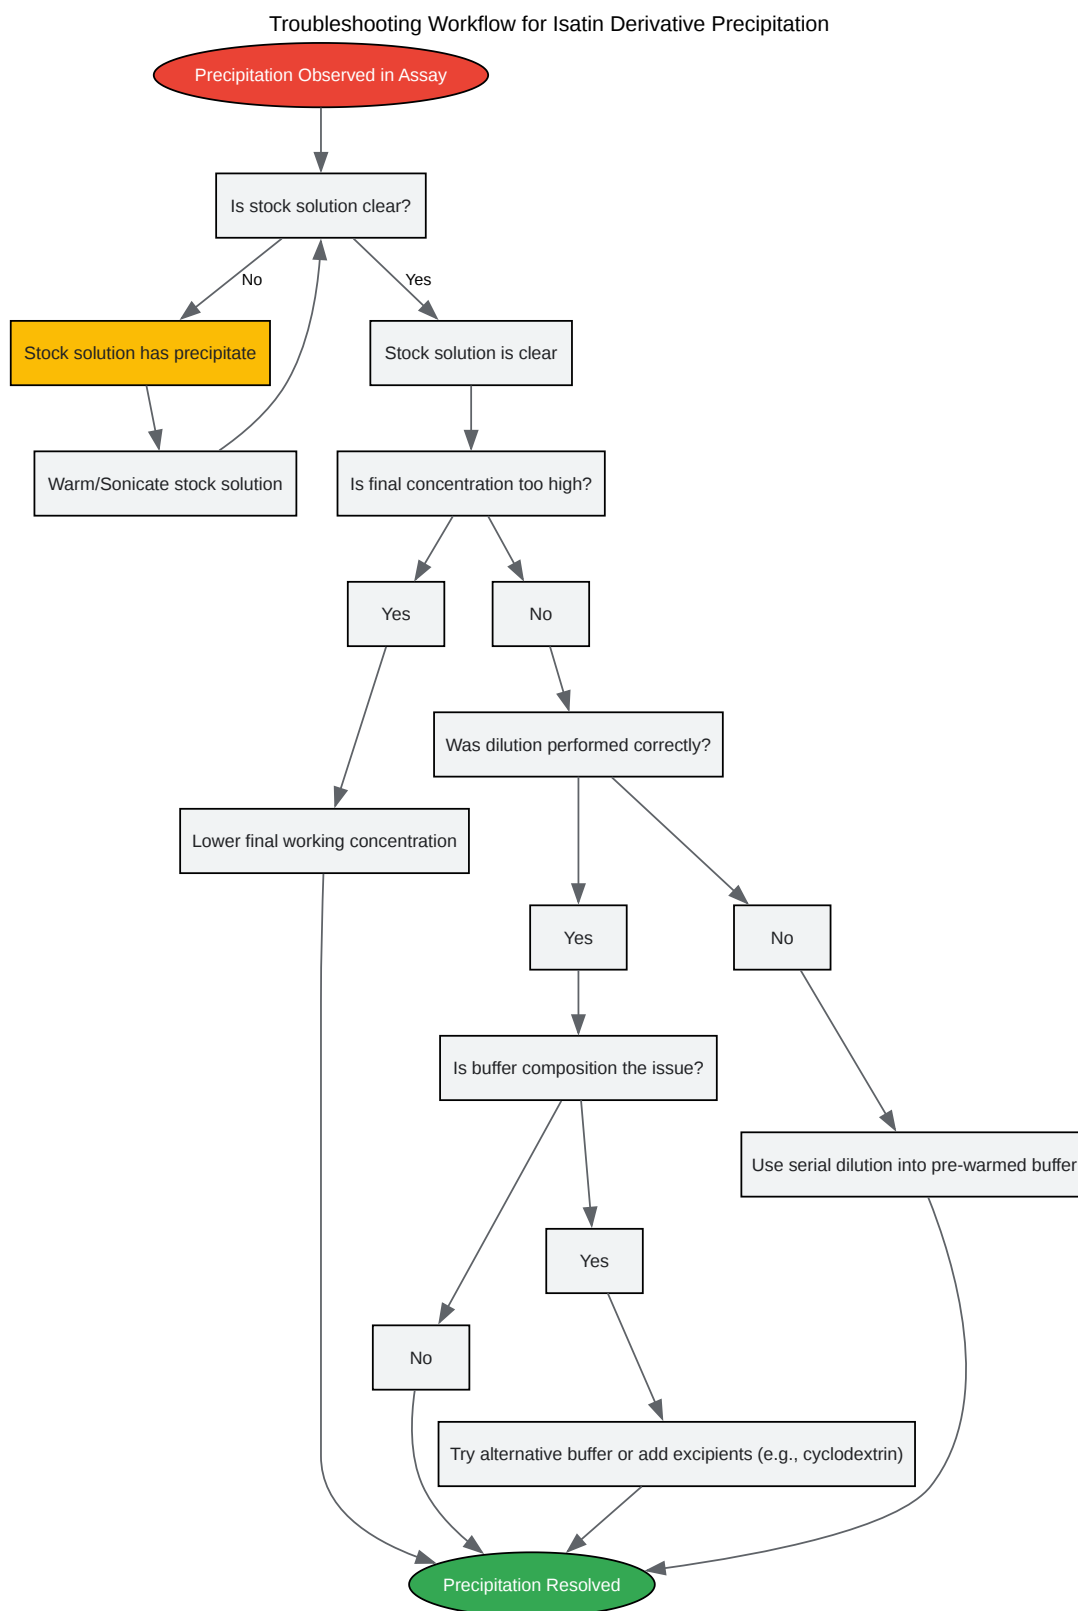 Troubleshooting Workflow for Isatin Derivative Precipitation
Precipitation Observed in Assay
Is stock solution clear?
No
Yes
Stock solution has precipitate
Stock solution is clear
Warm/Sonicate stock solution
Is final concentration too high?
Yes
No
Was dilution performed correctly?
Lower final working concentration
Yes
No
Is buffer composition the issue?
Use serial dilution into pre-warmed buffer
Yes
No
Try alternative buffer or add excipients (e.g., cyclodextrin)
Precipitation Resolved